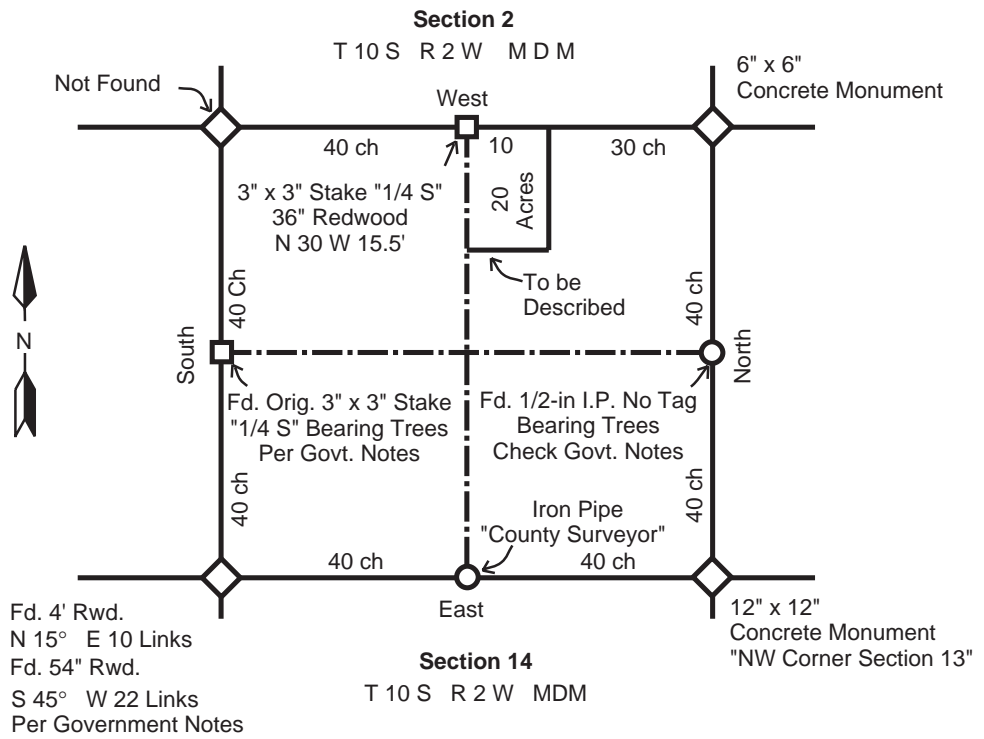 Section 2
T 10 S R 2 W M D M
Not Found
6" x 6"
Concrete Monument
West
40 ch
10
30 ch
3" x 3" Stake "1/4 S"
36" Redwood
N 30 W 15.5'
20
Acres
To be
Described
40 Ch
40 ch
N
South
North
Fd. Orig. 3" x 3" Stake
"1/4 S" Bearing Trees
Per Govt. Notes
Fd. 1/2-in I.P. No Tag
Bearing Trees
Check Govt. Notes
40 ch
40 ch
Iron Pipe
"County Surveyor"
40 ch
40 ch
East
Fd. 4' Rwd.
N 15° E 10 Links
Fd. 54" Rwd.
S 45° W 22 Links
Per Government Notes
12" x 12"
Concrete Monument
"NW Corner Section 13"
Section 14
T 10 S R 2 W MDM